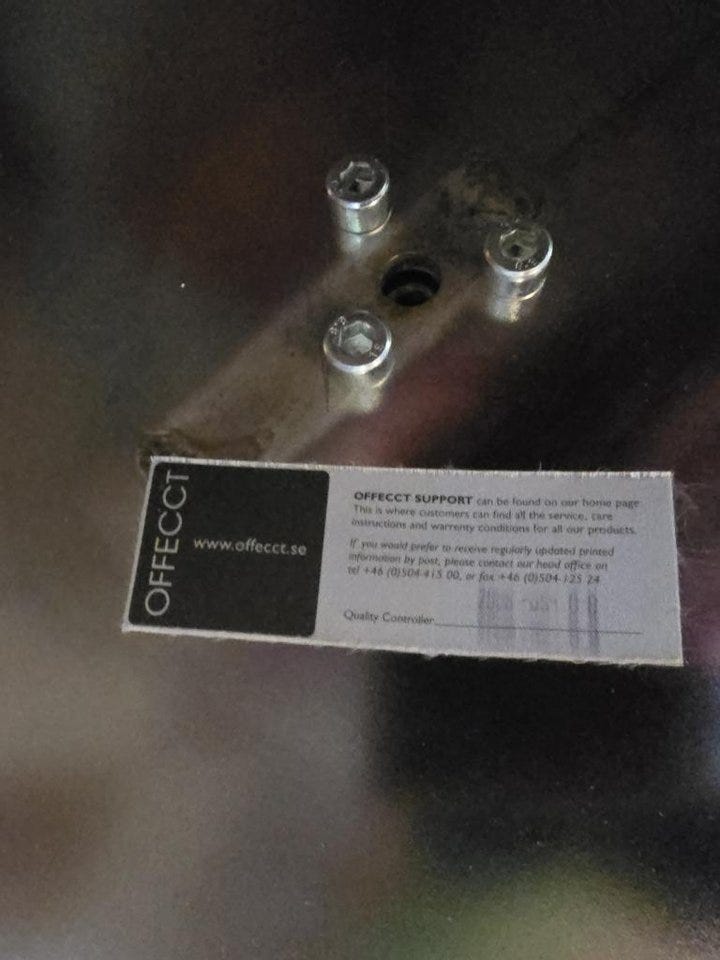 OFFECCT
www.offecct.se
OFFECCT SUPPORT can be found on our home page
This is where customers can find all the service, care
instructions and warrenty conditions for all our products.
If you would prefer to receive regularly updated printed
information by post, please contact our head office on
tel +46 (0)504-415 00, or fax +46 (0)504-125 24
Quality Controller